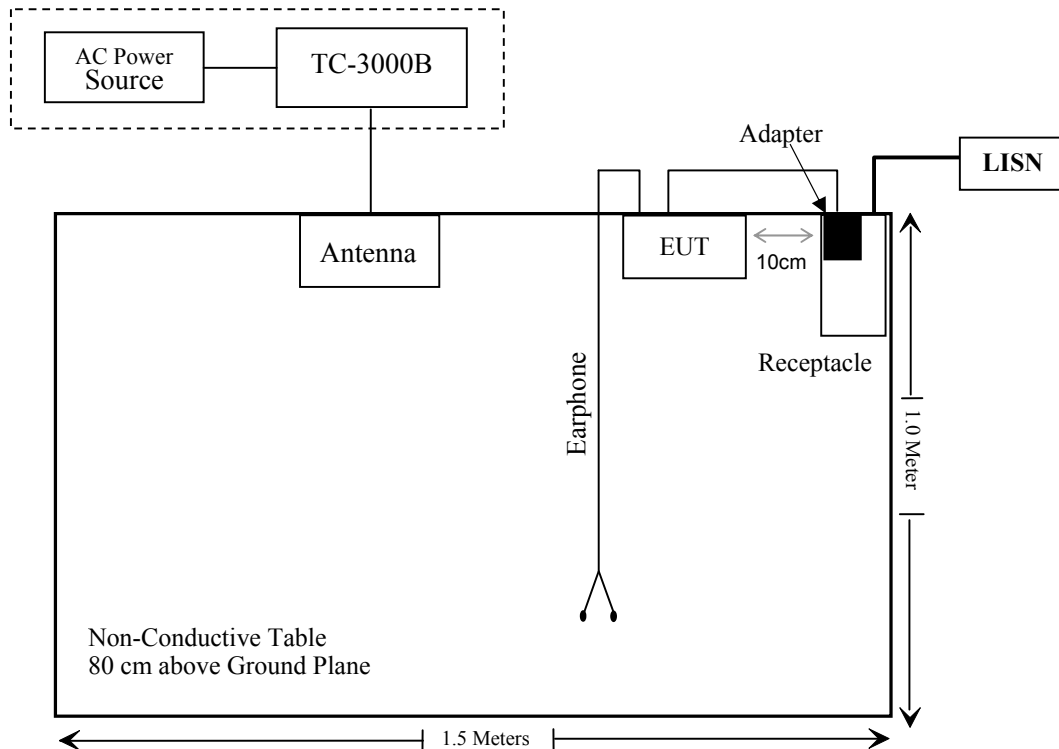 AC Power
Source
TC-3000B
Adapter
LISN
Antenna
EUT
10cm
Receptacle
Earphone
1.0 Meter
Non-Conductive Table
80 cm above Ground Plane
1.5 Meters